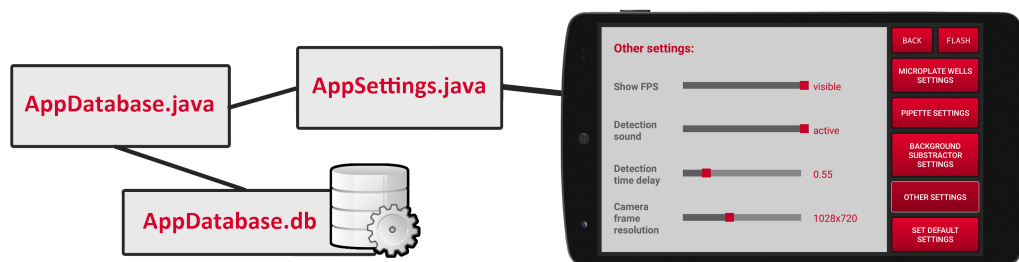 AppDatabase.java
AppSettings.java
AppDatabase.db
Other settings:
Show FPS
visible
Detection
sound
active
Detection
time delay
0.55
Camera
frame
resolution
1028x720
BACK
FLASH
MICROPLATE WELLS
SETTINGS
PIPETTE SETTINGS
BACKGROUND
SUBSTRACTOR
SETTINGS
OTHER SETTINGS
SET DEFAULT
SETTINGS